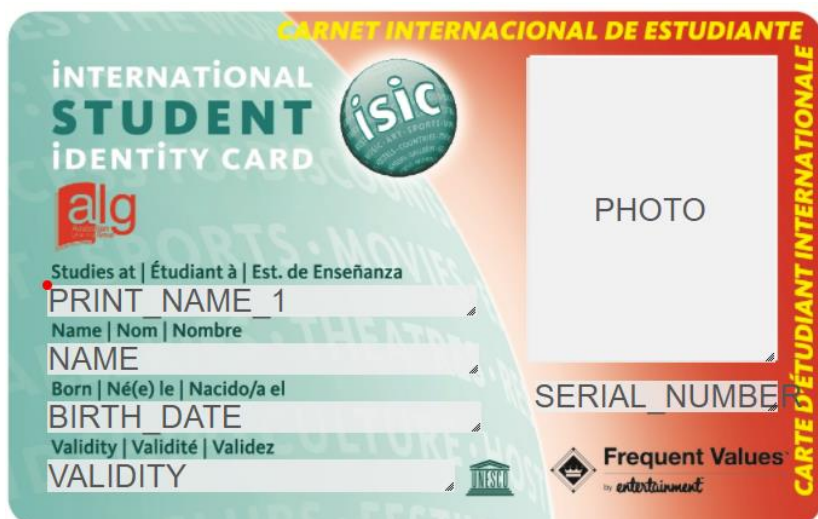 CARNET INTERNACIONAL DE ESTUDIANTE
INTERNATIONAL
STUDENT
IDENTITY CARD
isic
alg
PHOTO
Studies at | Étudiant à | Est. de Enseñanza
PRINT_NAME_1
Name | Nom | Nombre
NAME
Born | Né(e) le | Nacido/a el
BIRTH_DATE
SERIAL_NUMBER
Validity | Validité | Validez
VALIDITY
UNESCO
Frequent Values
by entertainment
CARTE D'ÉTUDIANT INTERNATIONALE